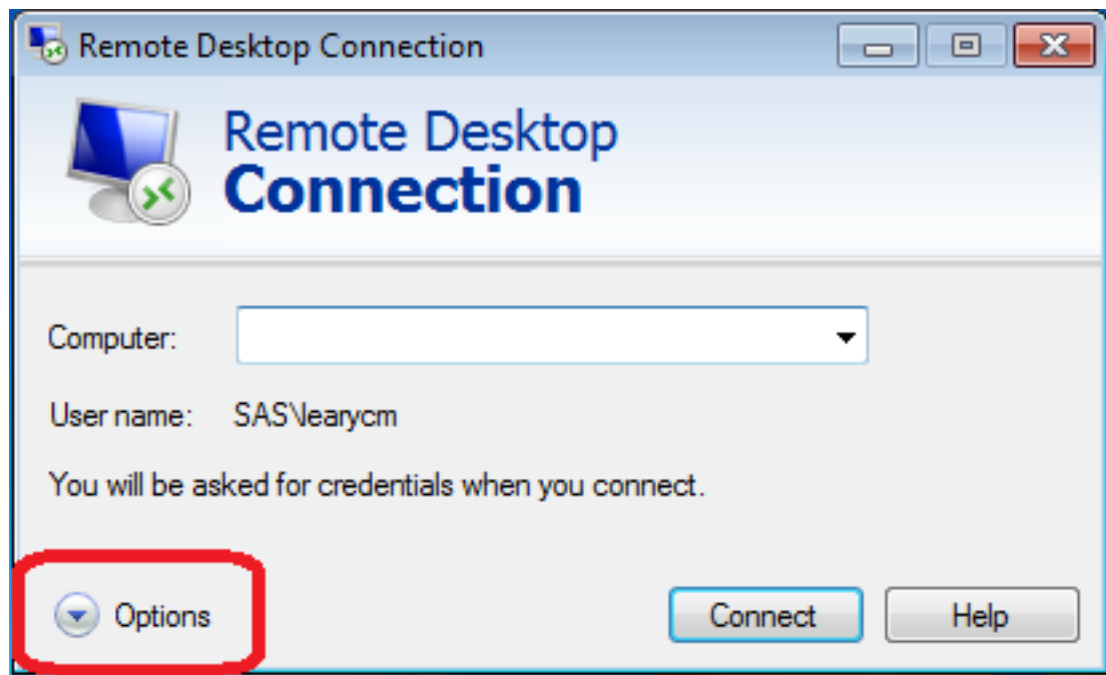 Remote Desktop Connection
Remote Desktop
Connection
Computer:
User name: SAS\learycm
You will be asked for credentials when you connect.
Options Connect Help